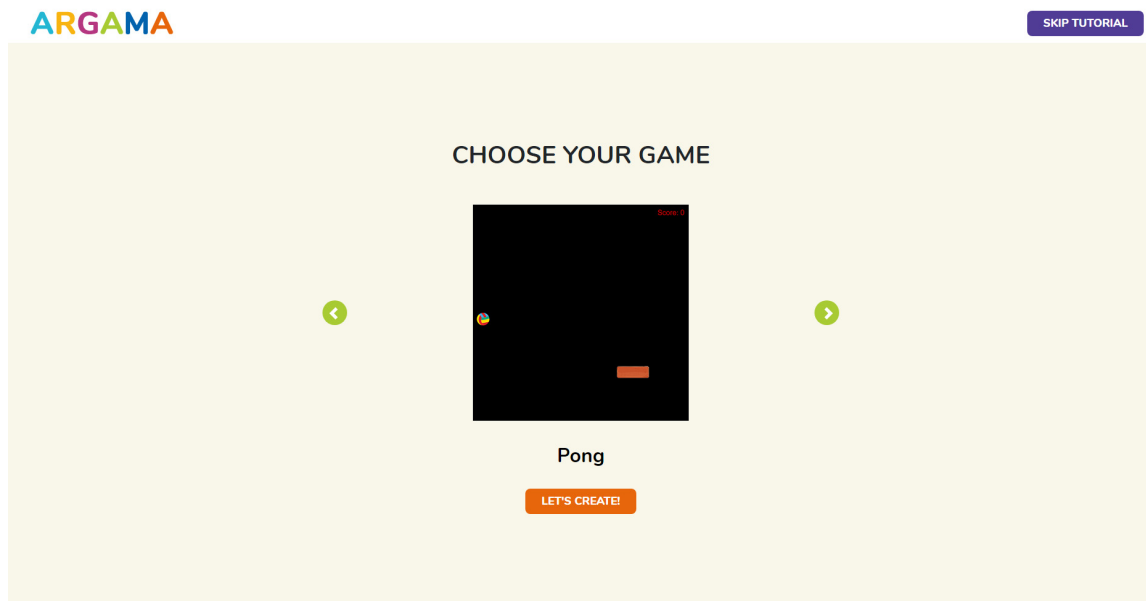 ARGAMA
SKIP TUTORIAL
CHOOSE YOUR GAME
Score: 0
Pong
LET'S CREATE!